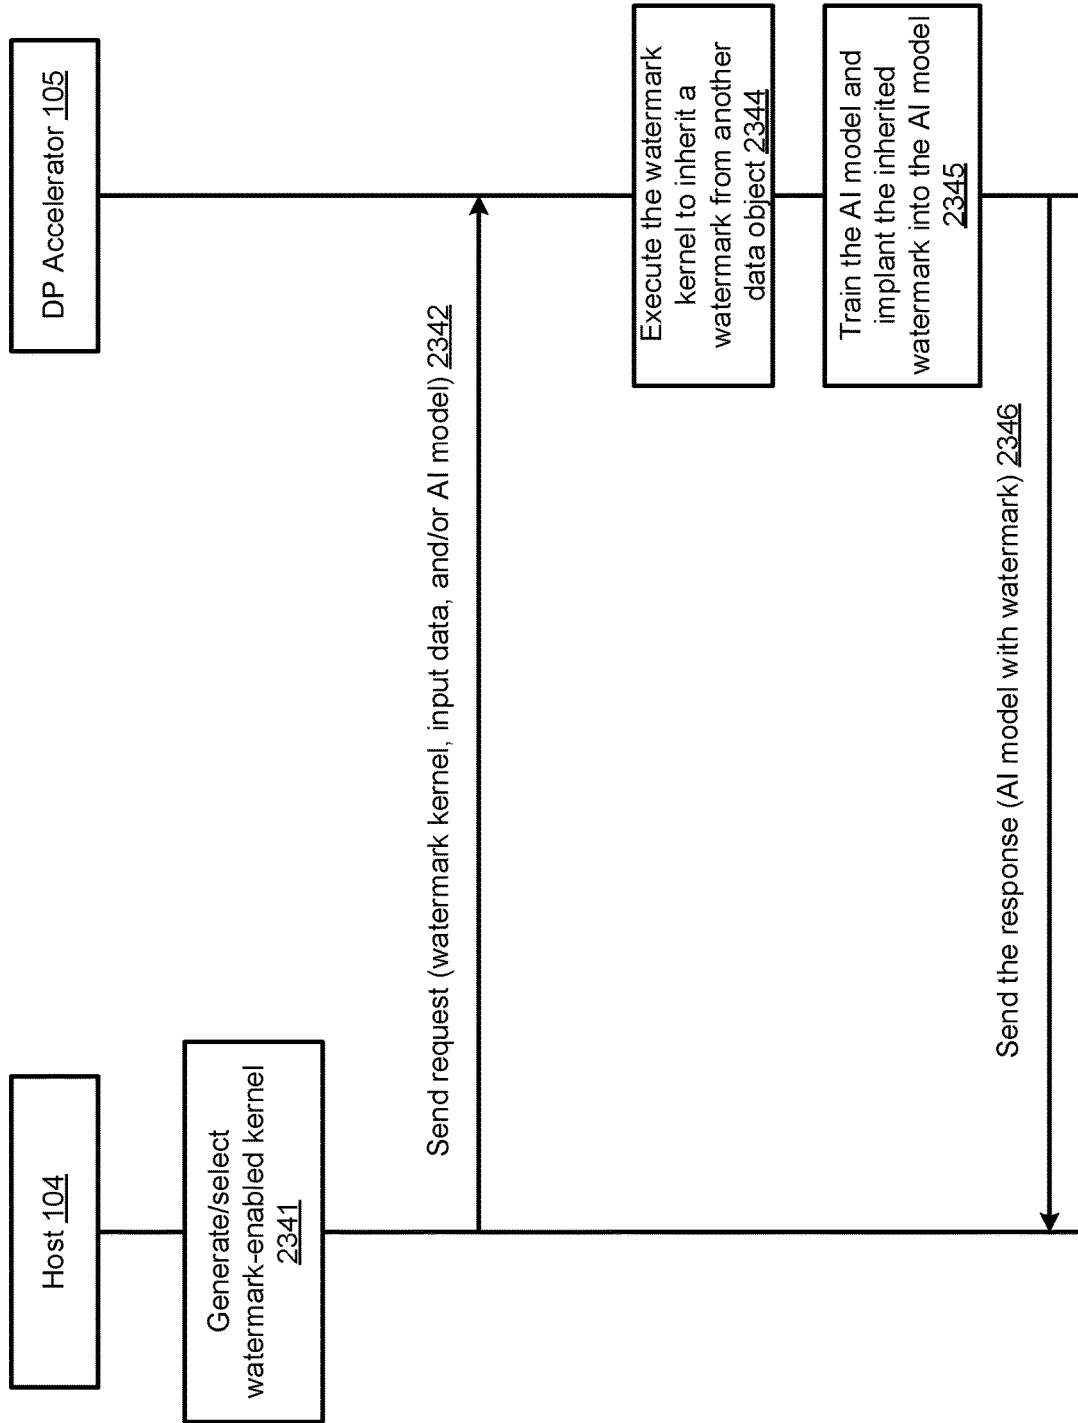 Host 104
DP Accelerator 105
Generate/select
watermark-enabled kernel
2341
Send request (watermark kernel, input data, and/or AI model) 2342
Execute the watermark
kernel to inherit a
watermark from another
data object 2344
Train the AI model and
implant the inherited
watermark into the AI model
2345
Send the response (AI model with watermark) 2346